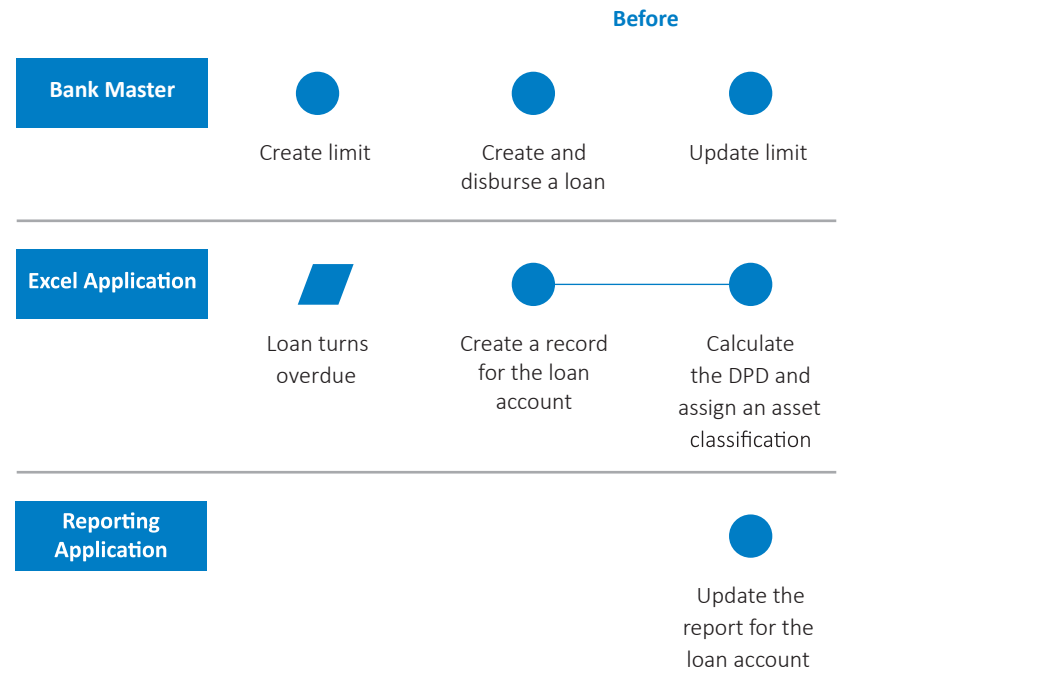 Before
Bank Master
Create limit
Create and
disburse a loan
Update limit
Excel Application
Loan turns
overdue
Create a record
for the loan
account
Calculate
the DPD and
assign an asset
classification
Reporting
Application
Update the
report for the
loan account